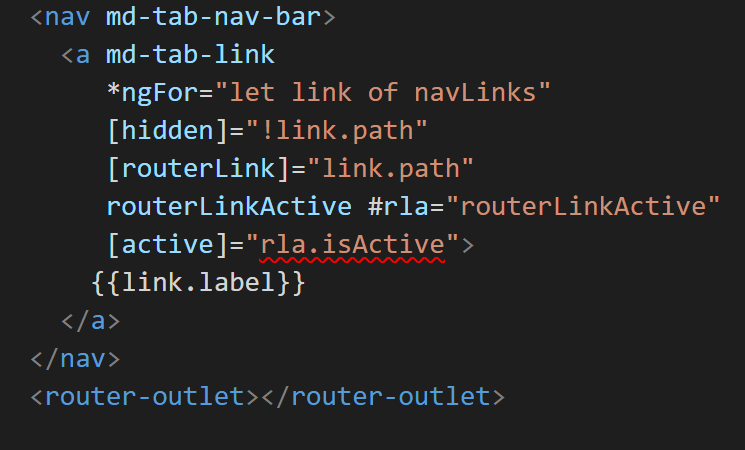 <nav md-tab-nav-bar>
  <a md-tab-link
     *ngFor="let link of navLinks"
     [hidden]="!link.path"
     [routerLink]="link.path"
     routerLinkActive #rla="routerLinkActive"
     [active]="rla.isActive">
    {{link.label}}
  </a>
</nav>
<router-outlet></router-outlet>